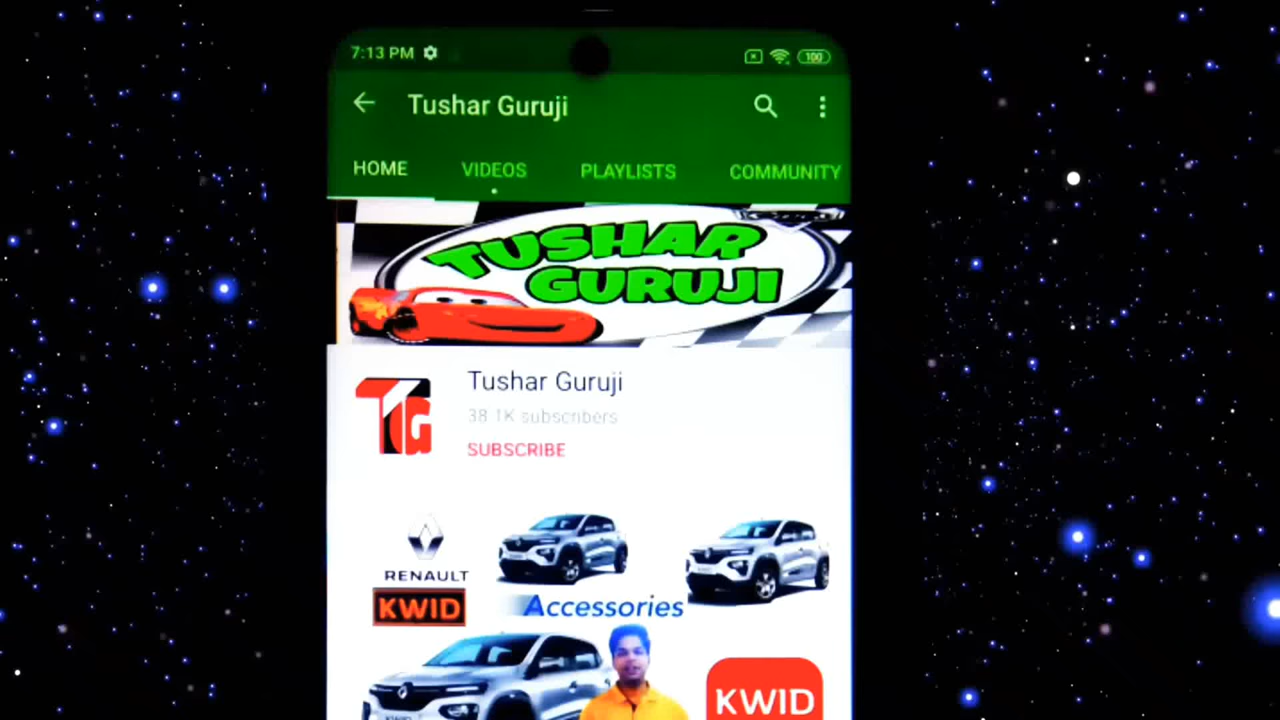 7:13 PM
100
Tushar Guruji
HOME VIDEOS PLAYLISTS COMMUNITY
TUSHAR
GURUJI
Tushar Guruji
TG
38.1K subscribers
SUBSCRIBE
RENAULT
KWID
Accessories
KWID